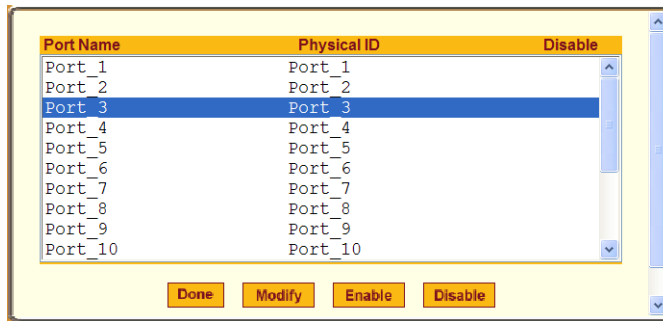 Port Name Physical ID Disable
Port_1 Port_1
Port_2 Port_2
Port_3 Port_3
Port_4 Port_4
Port_5 Port_5
Port_6 Port_6
Port_7 Port_7
Port_8 Port_8
Port_9 Port_9
Port_10 Port_10
Done Modify Enable Disable